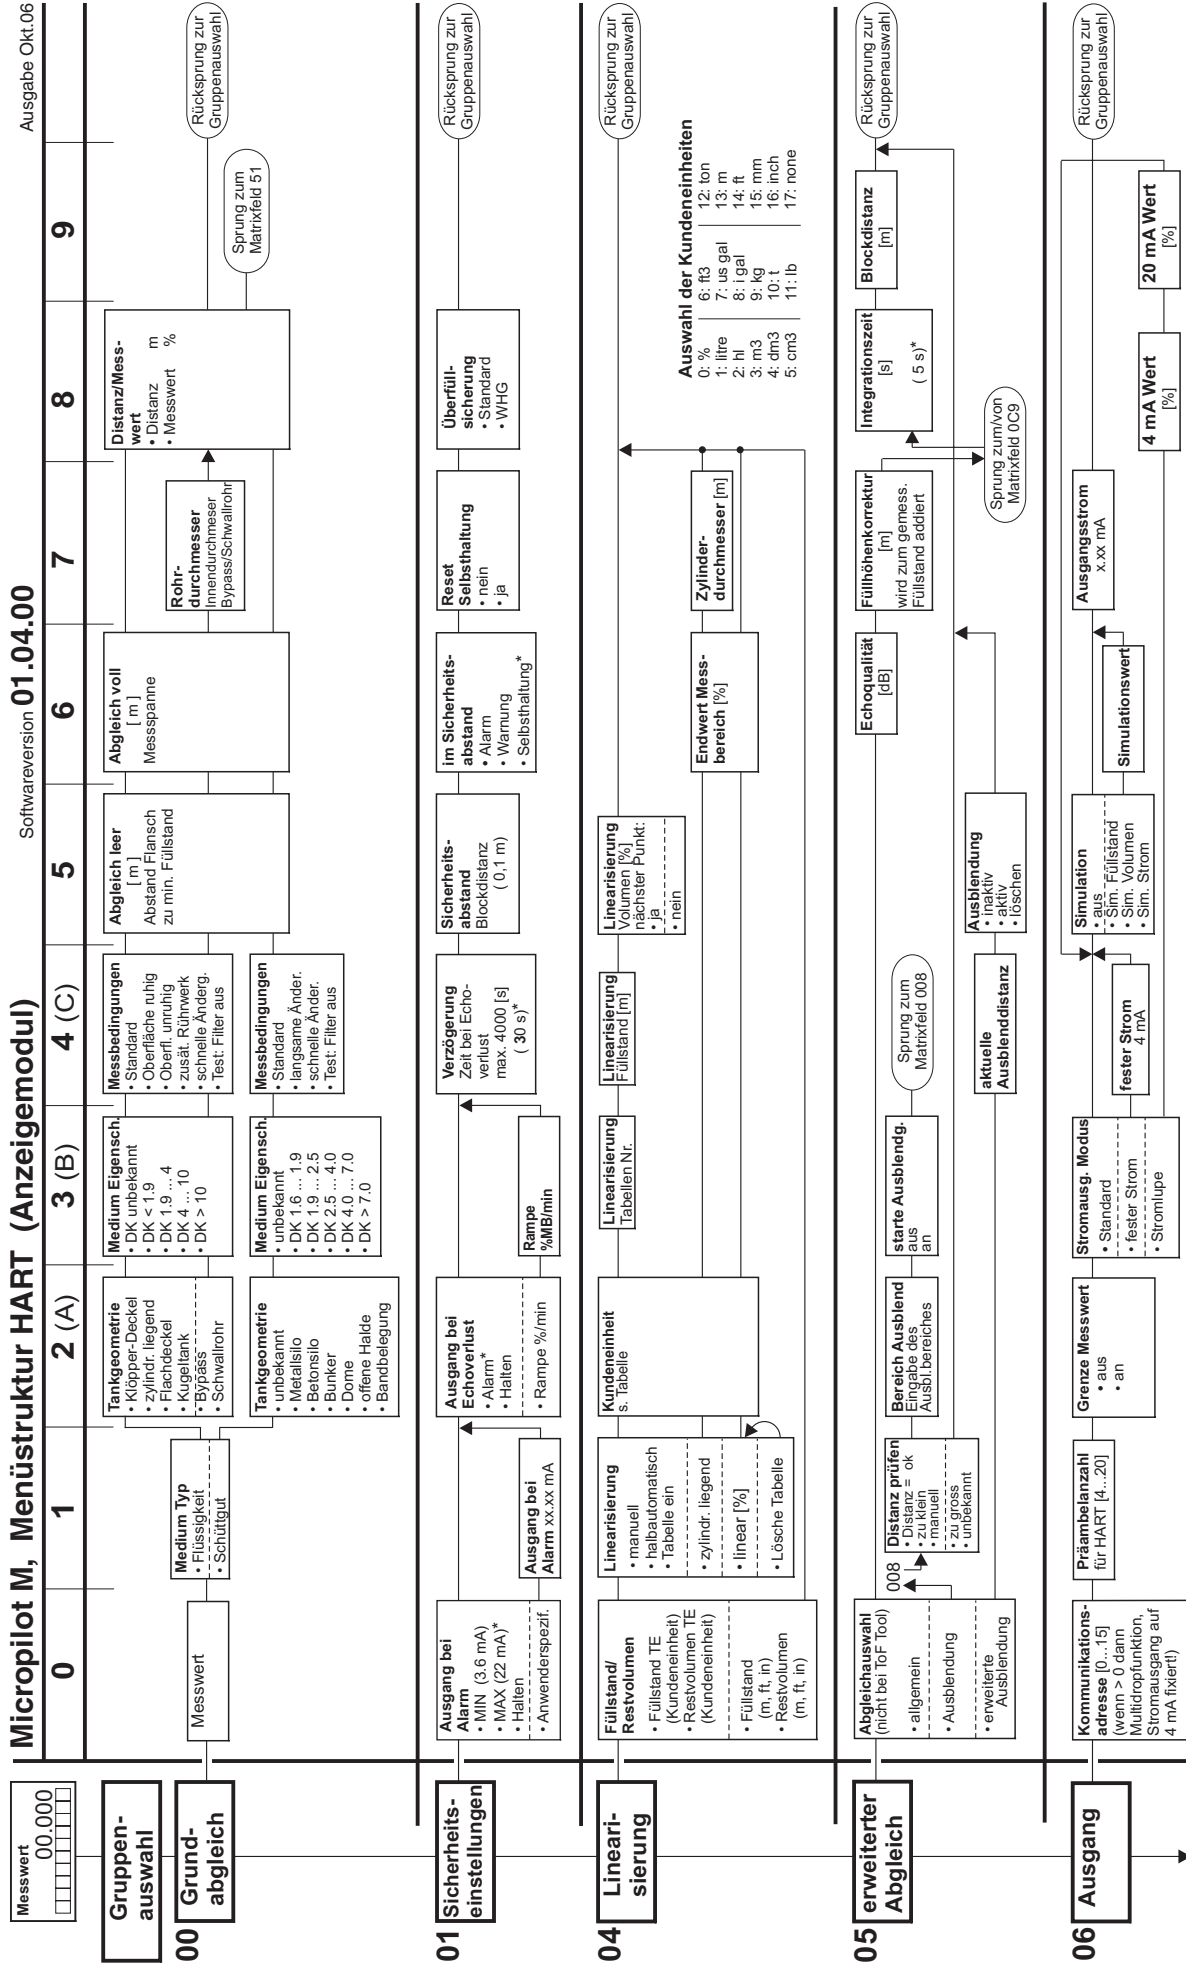 Micropilot M, Menüstruktur HART (Anzeigemodul)
Softwareversion 01.04.00
Ausgabe Okt.06
Messwert
00.000
0
1
2 (A)
3 (B)
4 (C)
5
6
7
8
9
Gruppen-
auswahl
00
Grund-
abgleich
Messwert
Medium Typ
• Flüssigkeit
• Schüttgut
Tankgeometrie
• Klöpper-Deckel
• zylindr. liegend
• Flachdeckel
• Kugeltank
• Bypass
• Schwallrohr
Tankgeometrie
• unbekannt
• Metallsilo
• Betonsilo
• Bunker
• Dome
• offene Halde
• Bandbelegung
Medium Eigensch.
• DK unbekannt
• DK < 1.9
• DK 1.9 ... 4
• DK 4 ... 10
• DK > 10
Medium Eigensch.
• unbekannt
• DK 1.6 ... 1.9
• DK 1.9 ... 2.5
• DK 2.5 ... 4.0
• DK 4.0 ... 7.0
• DK > 7.0
Messbedingungen
• Standard
• Oberfläche ruhig
• Oberfl. unruhig
• zusät. Rührwerk
• schnelle Änderg.
• Test: Filter aus
Messbedingungen
• Standard
• langsame Änder.
• schnelle Änder.
• Test: Filter aus
Abgleich leer
[ m ]
Abstand Flansch
zu min. Füllstand
Abgleich voll
[ m ]
Messspanne
Rohr-
durchmesser
Innendurchmeser
Bypass/Schwallrohr
Distanz/Mess-
wert
• Distanz m
• Messwert %
Sprung zum
Matrixfeld 51
Rücksprung zur
Gruppenauswahl
01
Sicherheits-
einstellungen
Ausgang bei
Alarm
• MIN (3.6 mA)
• MAX (22 mA)*
• Halten
• Anwenderspezif.
Ausgang bei
Alarm xx.xx mA
Ausgang bei
Echoverlust
• Alarm*
• Halten
• Rampe %/min
Rampe
%MB/min
Verzögerung
Zeit bei Echo-
verlust
max. 4000 [s]
( 30 s)*
Sicherheits-
abstand
Blockdistanz
( 0,1 m)
im Sicherheits-
abstand
• Alarm
• Warnung
• Selbsthaltung*
Reset
Selbsthaltung
• nein
• ja
Überfüll-
sicherung
• Standard
• WHG
Rücksprung zur
Gruppenauswahl
04
Lineari-
sierung
Füllstand/
Restvolumen
• Füllstand TE
(Kundeneinheit)
• Restvolumen TE
(Kundeneinheit)
• Füllstand
(m, ft, in)
• Restvolumen
(m, ft, in)
Linearisierung
• manuell
• halbautomatisch
• Tabelle ein
• zylindr. liegend
• linear [%]
• Lösche Tabelle
Kundeneinheit
s. Tabelle
Linearisierung
Tabellen Nr.
Linearisierung
Füllstand [m]
Linearisierung
Volumen [%]
nächster Punkt:
• ja
• nein
Endwert Mess-
bereich [%]
Zylinder-
durchmesser [m]
Auswahl der Kundeneinheiten
0: % 6: ft3 12: ton
1: litre 7: us gal 13: m
2: hl 8: i gal 14: ft
3: m3 9: kg 15: mm
4: dm3 10: t 16: inch
5: cm3 11: lb 17: none
Rücksprung zur
Gruppenauswahl
05
erweiterter
Abgleich
Abgleichauswahl
(nicht bei ToF Tool)
• allgemein
• Ausblendung
• erweiterte
Ausblendung
008
Distanz prüfen
• Distanz = ok
• zu klein
• manuell
• zu gross
• unbekannt
Bereich Ausblend
Eingabe des
Ausbl.bereiches
starte Ausblendg.
aus
an
Sprung zum
Matrixfeld 008
aktuelle
Ausblenddistanz
Ausblendung
• inaktiv
• aktiv
• löschen
Echoqualität
[dB]
Füllhöhenkorrektur
[m]
wird zum gemess.
Füllstand addiert
Sprung zum/von
Matrixfeld 0C9
Integrationszeit
[s]
( 5 s)*
Blockdistanz
[m]
Rücksprung zur
Gruppenauswahl
06
Ausgang
Kommunikations-
adresse [0...15]
(wenn > 0 dann
Multidropfunktion,
Stromausgang auf
4 mA fixiert!)
Präambelanzahl
für HART [4...20]
Grenze Messwert
• aus
• an
Stromausg. Modus
• Standard
• fester Strom
• Stromlupe
fester Strom
4 mA
Simulation
• aus
• Sim. Füllstand
• Sim. Volumen
• Sim. Strom
Simulationswert
Ausgangsstrom
x.xx mA
4 mA Wert
[%]
20 mA Wert
[%]
Rücksprung zur
Gruppenauswahl